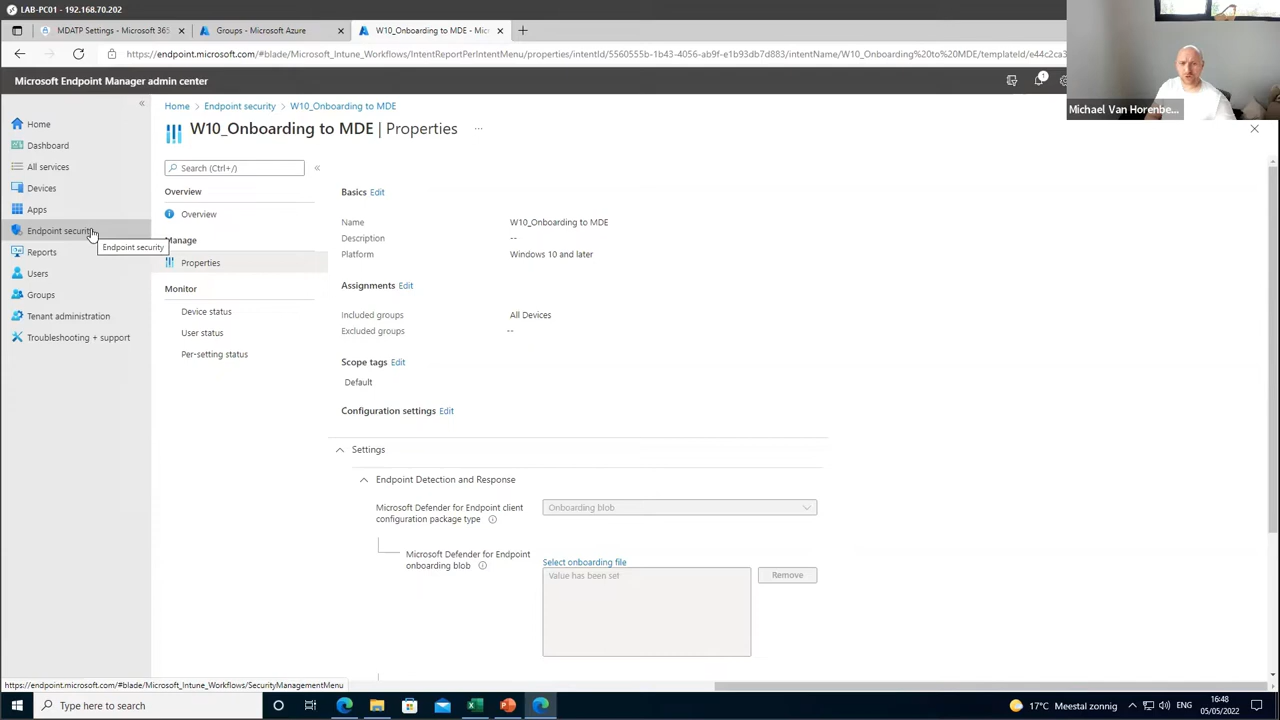 LAB-PC01 - 192.168.70.202
MDATP Settings - Microsoft 365
Groups - Microsoft Azure
W10_Onboarding to MDE - Micros
https://endpoint.microsoft.com/#blade/Microsoft_Intune_Workflows/IntentReportPerIntentMenu/properties/intentId/5560555b-1b43-4056-ab9f-e1b93db7d883/intentName/W10_Onboarding%20to%20MDE/templateId/e44c2ca3
Microsoft Endpoint Manager admin center
1
Michael Van Horenbe...
Home
Dashboard
All services
Devices
Apps
Endpoint security
Endpoint security
Reports
Users
Groups
Tenant administration
Troubleshooting + support
Home > Endpoint security > W10_Onboarding to MDE
W10_Onboarding to MDE | Properties ...
Search (Ctrl+/)
Overview
Overview
Manage
Properties
Monitor
Device status
User status
Per-setting status
Basics Edit
Name W10_Onboarding to MDE
Description --
Platform Windows 10 and later
Assignments Edit
Included groups All Devices
Excluded groups --
Scope tags Edit
Default
Configuration settings Edit
Settings
Endpoint Detection and Response
Microsoft Defender for Endpoint client
configuration package type
Onboarding blob
Microsoft Defender for Endpoint
onboarding blob
Select onboarding file
Value has been set
Remove
https://endpoint.microsoft.com/#blade/Microsoft_Intune_Workflows/SecurityManagementMenu
Type here to search
17°C Meestal zonnig
ENG
16:48
05/05/2022